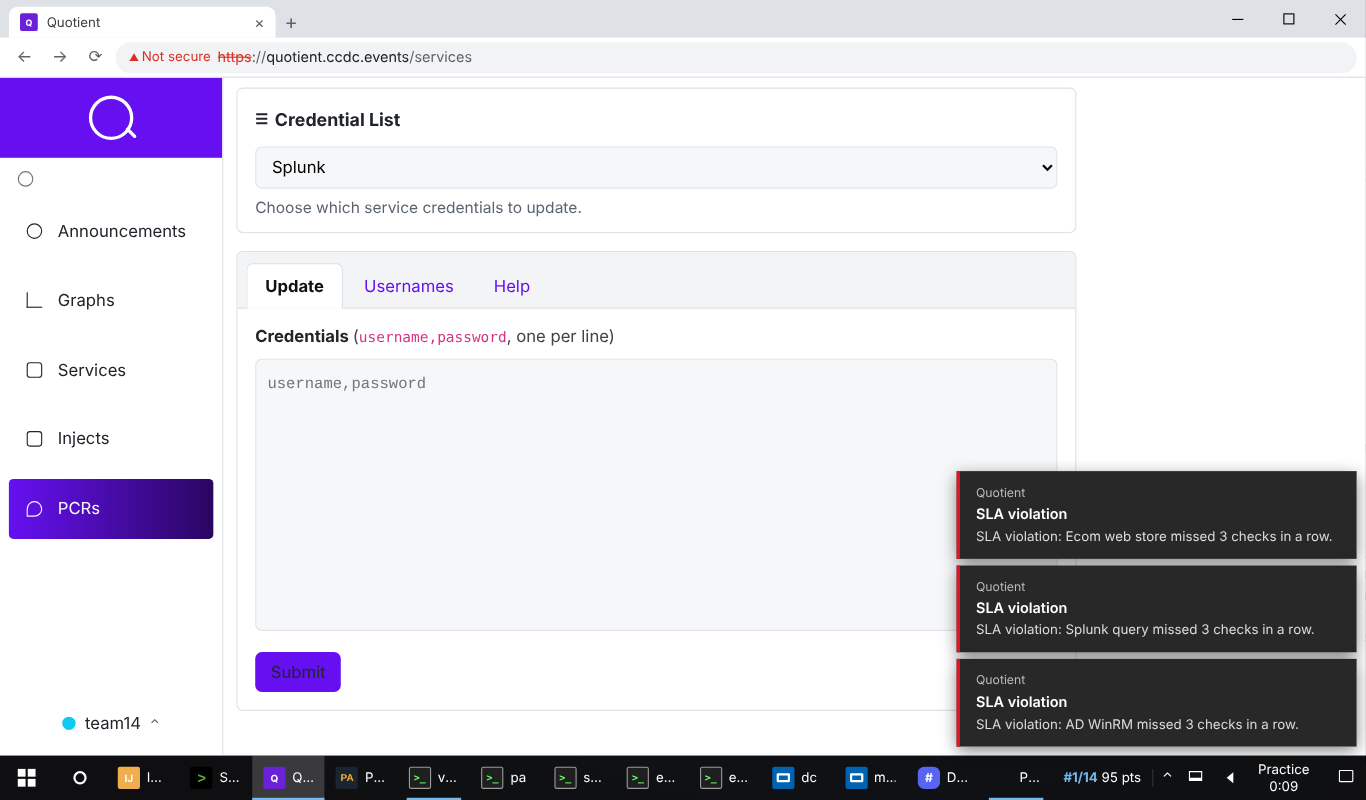 Q Quotient
Not secure https://quotient.ccdc.events/services
Credential List
Splunk
Choose which service credentials to update.
Announcements
Graphs
Services
Injects
PCRs
team14
Update Usernames Help
Credentials (username,password, one per line)
username,password
Submit
Quotient
SLA violation
SLA violation: Ecom web store missed 3 checks in a row.
Quotient
SLA violation
SLA violation: Splunk query missed 3 checks in a row.
Quotient
SLA violation
SLA violation: AD WinRM missed 3 checks in a row.
IJ I... > S... Q Q... PA P... >_ v... >_ pa >_ s... >_ e... >_ e... dc m... # D... P... #1/14 95 pts Practice
0:09